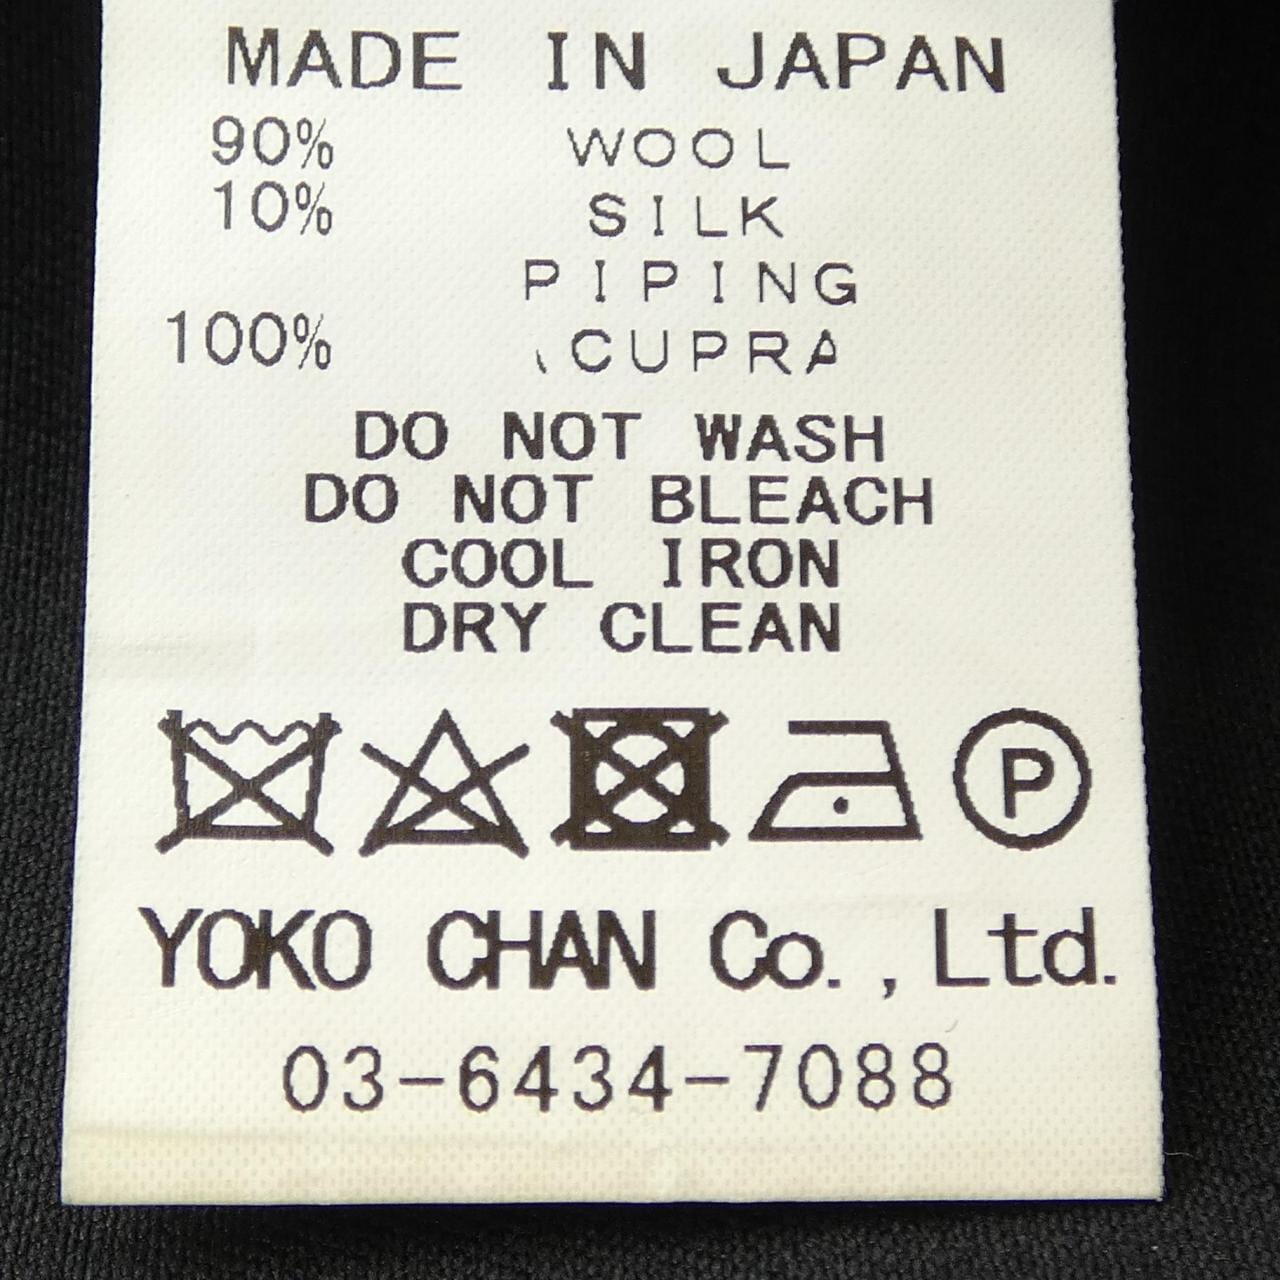 MADE IN JAPAN
90% WOOL
10% SILK
PIPING
100% CUPRA
DO NOT WASH
DO NOT BLEACH
COOL IRON
DRY CLEAN
P
YOKO CHAN Co.,Ltd.
03-6434-7088